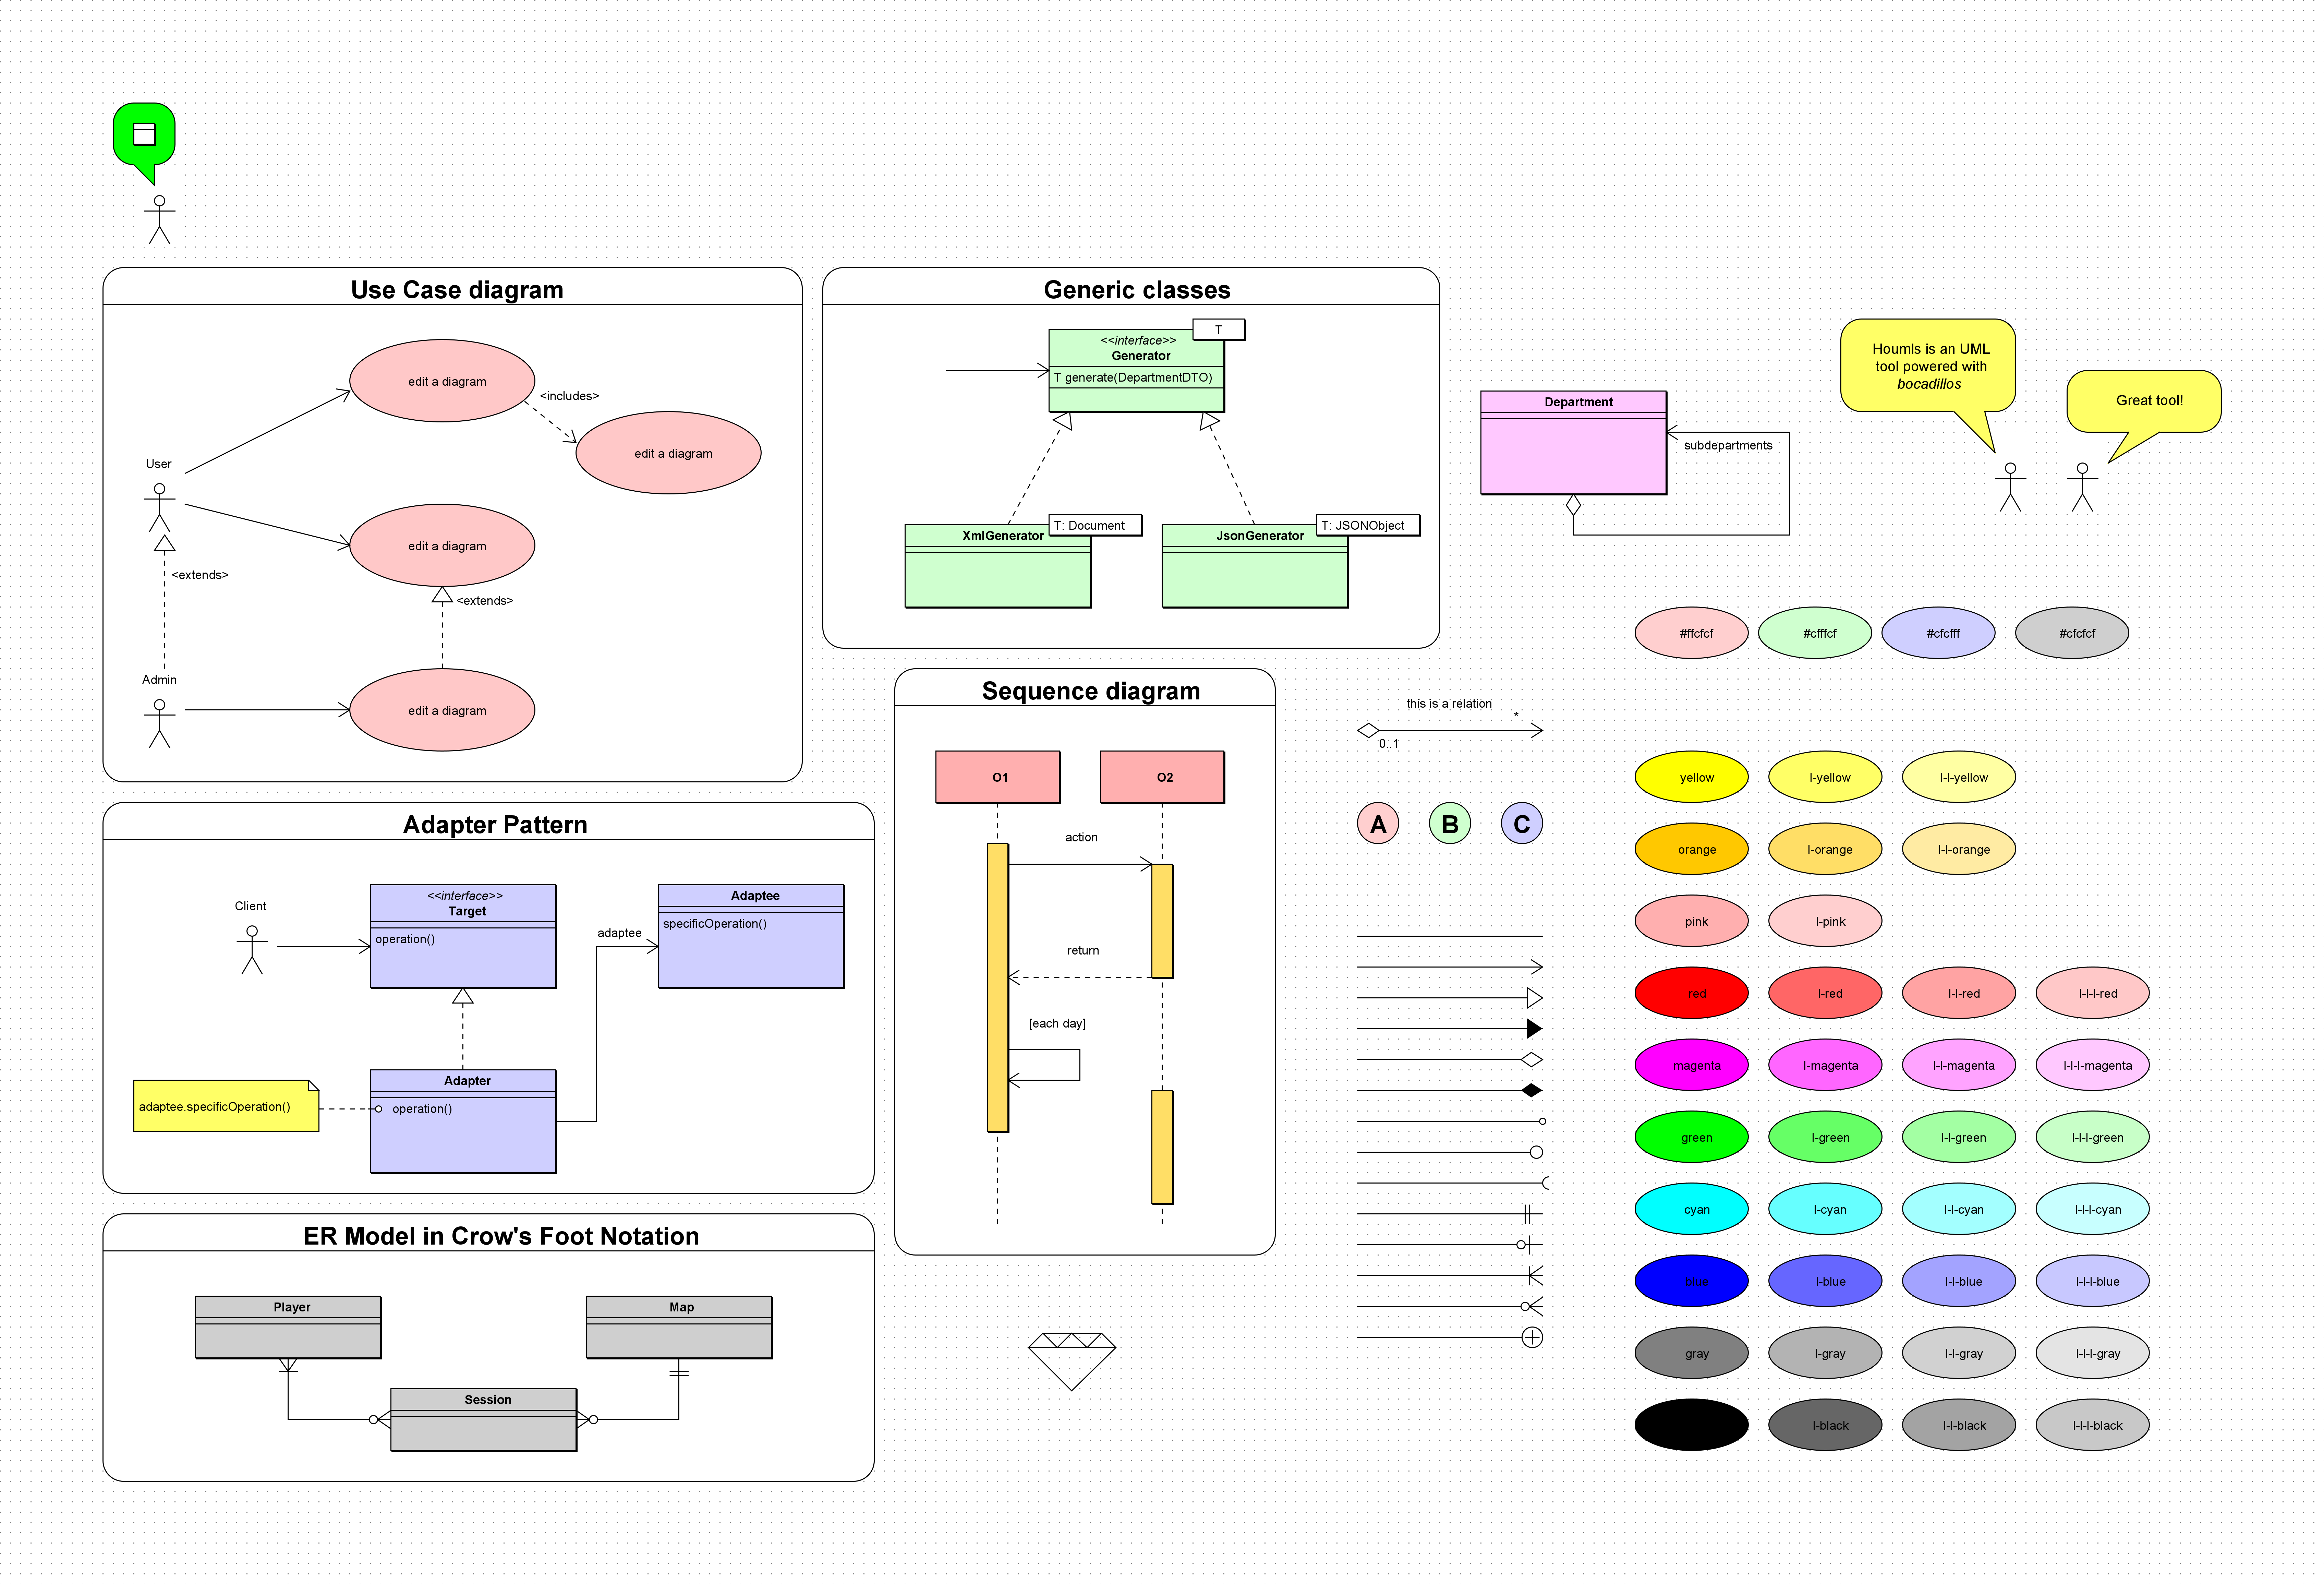 Use Case diagram
edit a diagram
<includes>
edit a diagram
User
edit a diagram
<extends>
<extends>
Admin
edit a diagram
Generic classes
T
<<interface>>
Generator
T generate(DepartmentDTO)
T: Document
XmlGenerator
T: JSONObject
JsonGenerator
Department
subdepartments
Houmls is an UML
tool powered with
bocadillos
Great tool!
#ffcfcf
#cfffcf
#cfcfff
#cfcfcf
Adapter Pattern
Client
<<interface>>
Target
operation()
adaptee
Adaptee
specificOperation()
Adapter
operation()
adaptee.specificOperation()
ER Model in Crow's Foot Notation
Player
Map
Session
Sequence diagram
O1
O2
action
return
[each day]
this is a relation
*
0..1
A
B
C
yellow
l-yellow
l-l-yellow
orange
l-orange
l-l-orange
pink
l-pink
red
l-red
l-l-red
l-l-l-red
magenta
l-magenta
l-l-magenta
l-l-l-magenta
green
l-green
l-l-green
l-l-l-green
cyan
l-cyan
l-l-cyan
l-l-l-cyan
blue
l-blue
l-l-blue
l-l-l-blue
gray
l-gray
l-l-gray
l-l-l-gray
l-black
l-l-black
l-l-l-black